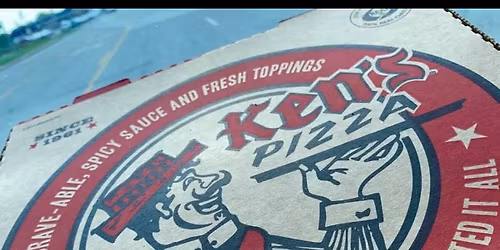 SINCE
1961
RAVE-ABLE, SPICY SAUCE AND FRESH TOPPINGS
Ken's
PIZZA
TED IT ALL